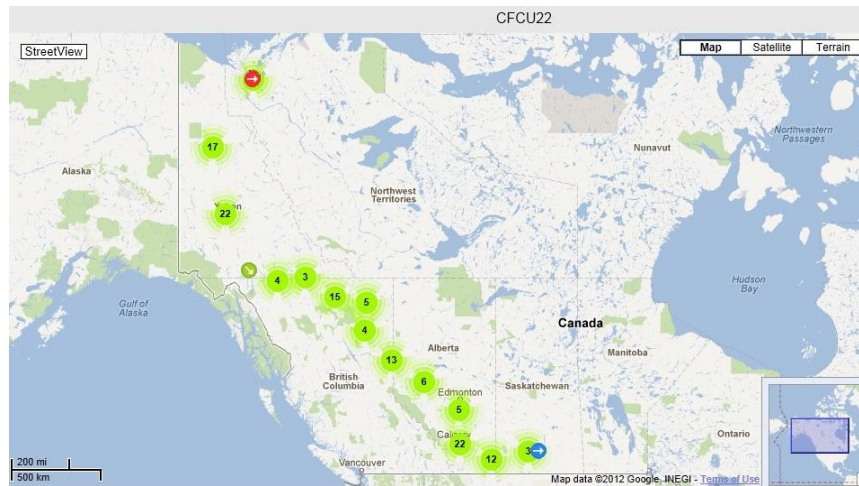 CFCU22
StreetView
Map Satellite Terrain
17
Nunavut
Northwestern
Passages
Alaska
Northwest
Territories
22
4
3
15
5
Gulf of
Alaska
Hudson
Bay
4
Canada
13
Alberta
Manitoba
British
Columbia
6
Saskatchewan
Edmonton
5
Calgary
22
12
3
Ontario
Vancouver
200 mi
500 km
Map data ©2012 Google, INEGI - Terms of Use